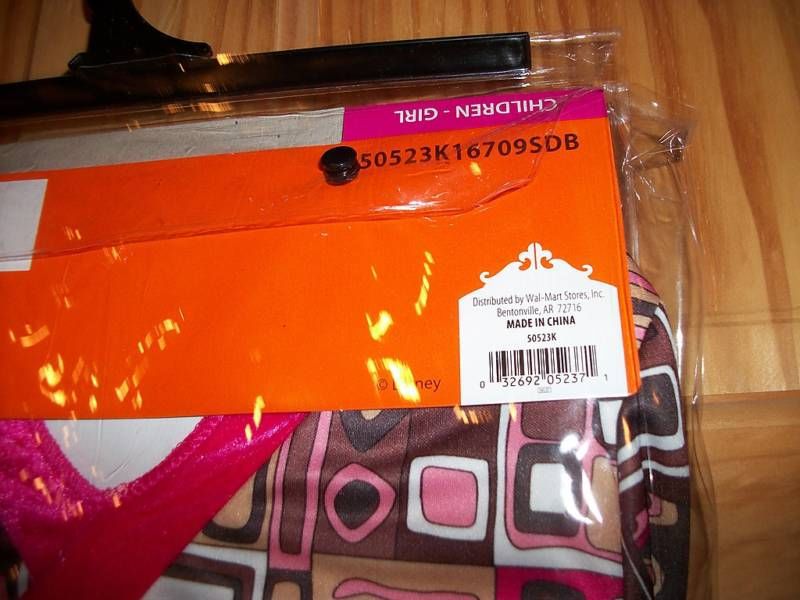 CHILDREN - GIRL
50523K16709SDB
Distributed by Wal-Mart Stores, Inc.
Bentonville, AR 72716
MADE IN CHINA
50523K
0 32692 05237 1
© Disney